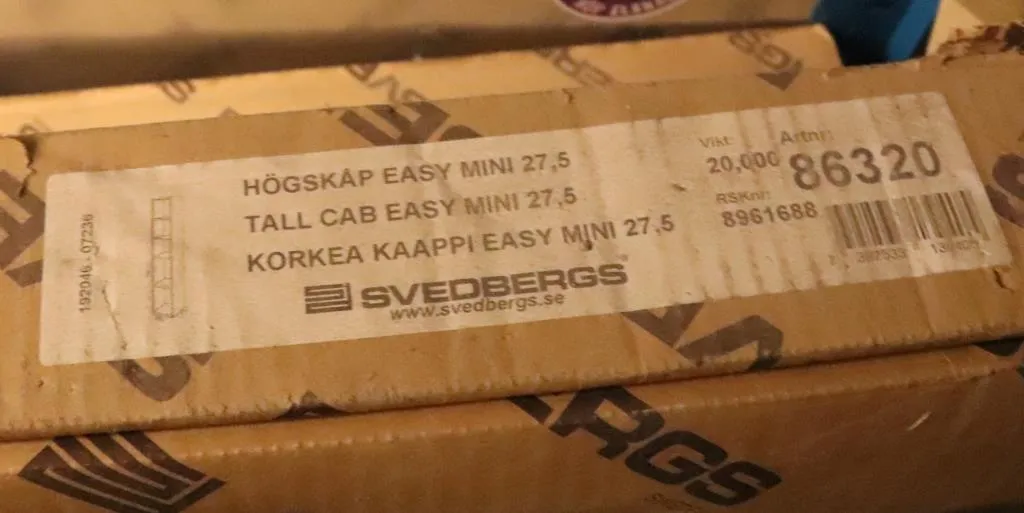 HÖGSKÅP EASY MINI 27,5
TALL CAB EASY MINI 27,5
KORKEA KAAPPI EASY MINI 27,5
SVEDBERGS
www.svedbergs.se
Vikt:
20,000
Artnr:
86320
RSKnr:
8961688
192046 07236